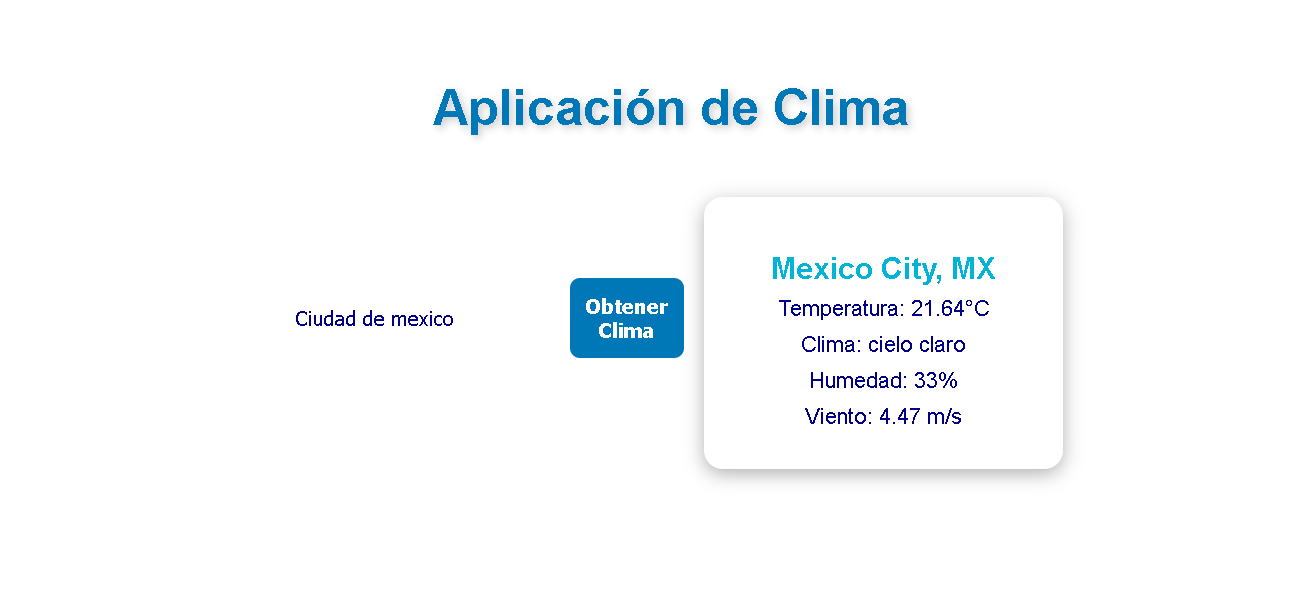 Aplicación de Clima
Ciudad de mexico
Obtener
Clima
Mexico City, MX
Temperatura: 21.64°C
Clima: cielo claro
Humedad: 33%
Viento: 4.47 m/s